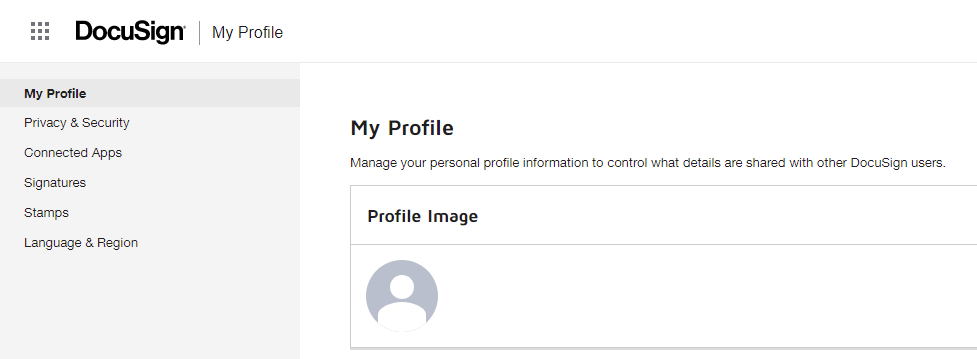 DocuSign My Profile
My Profile
Privacy & Security
Connected Apps
Signatures
Stamps
Language & Region
My Profile
Manage your personal profile information to control what details are shared with other DocuSign users.
Profile Image